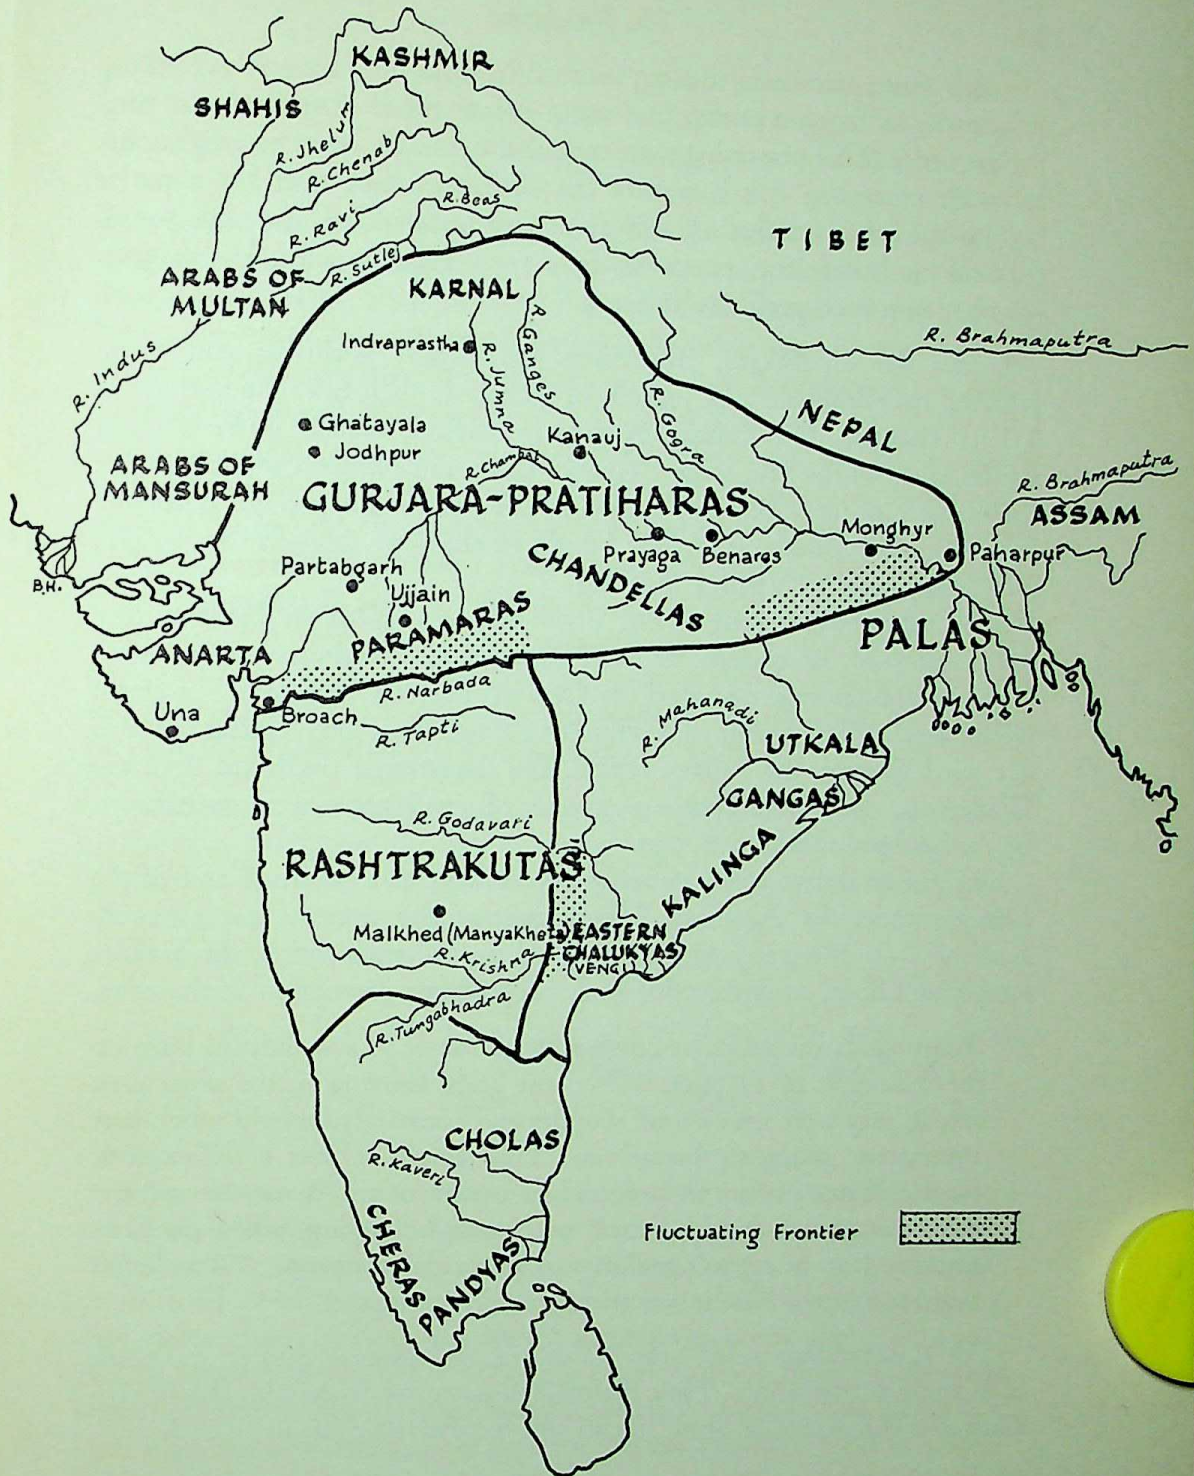 KASHMIR
SHAHIS
R. Jhelum
R. Chenab
R. Ravi
R. Beas
R. Sutlej
TIBET
ARABS OF
MULTAN
KARNAL
R. Indus
Indraprastha
R. Jumna
R. Ganges
R. Brahmaputra
R. Gogra
NEPAL
Ghatayala
Jodhpur
Kanauj
R. Chambal
ARABS OF
MANSURAH
GURJARA-PRATIHARAS
R. Brahmaputra
ASSAM
Monghyr
Paharpur
Prayaga
Benares
CHANDELLAS
B.H.
Partabgarh
Ujjain
PARAMARAS
PALAS
ANARTA
R. Narbada
Una
Broach
R. Tapti
R. Mahanadi
UTKALA
GANGAS
R. Godavari
RASHTRAKUTAS
KALINGA
Malkhed (Manyakheta)
EASTERN
CHALUKYAS
(VENGI)
R. Krishna
R. Tungabhadra
CHOLAS
R. Kaveri
CHERAS
PANDYAS
Fluctuating Frontier